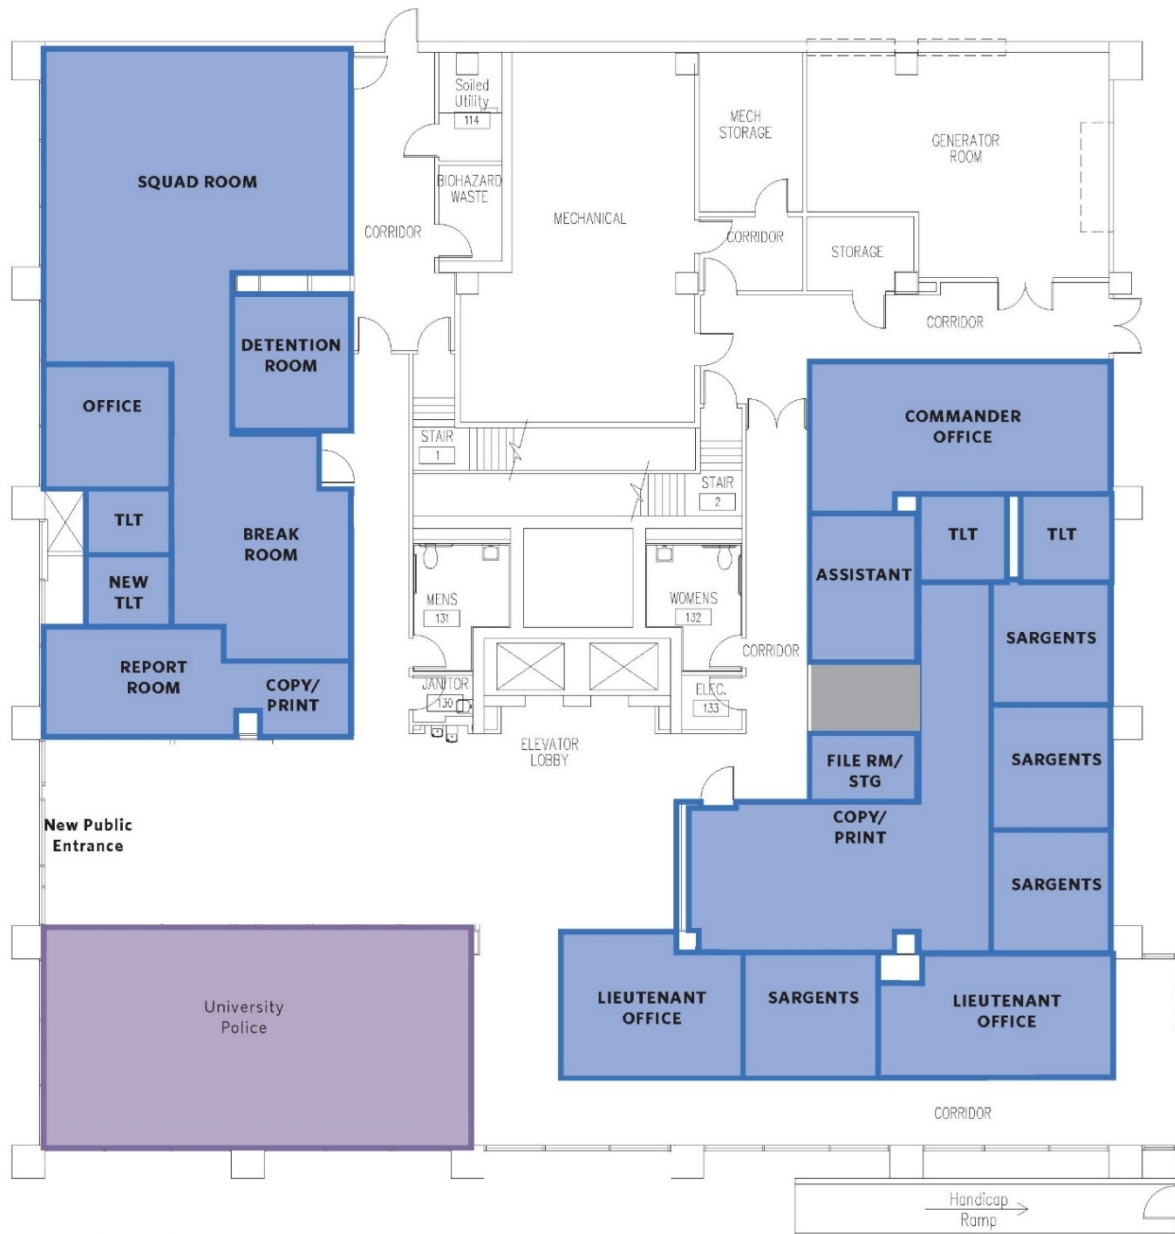 Soiled
Utility
114
MECH
STORAGE
GENERATOR
ROOM
SQUAD ROOM
BIOHAZARD
WASTE
MECHANICAL
CORRIDOR
CORRIDOR
STORAGE
CORRIDOR
DETENTION
ROOM
OFFICE
COMMANDER
OFFICE
STAIR
1
STAIR
2
TLT
BREAK
ROOM
TLT
TLT
ASSISTANT
NEW
TLT
MENS
131
WOMENS
132
SARGENTS
CORRIDOR
REPORT
ROOM
COPY/
PRINT
JANITOR
130
ELEC.
133
ELEVATOR
LOBBY
FILE RM/
STG
SARGENTS
COPY/
PRINT
New Public
Entrance
SARGENTS
University
Police
LIEUTENANT
OFFICE
SARGENTS
LIEUTENANT
OFFICE
CORRIDOR
Handicap
Ramp